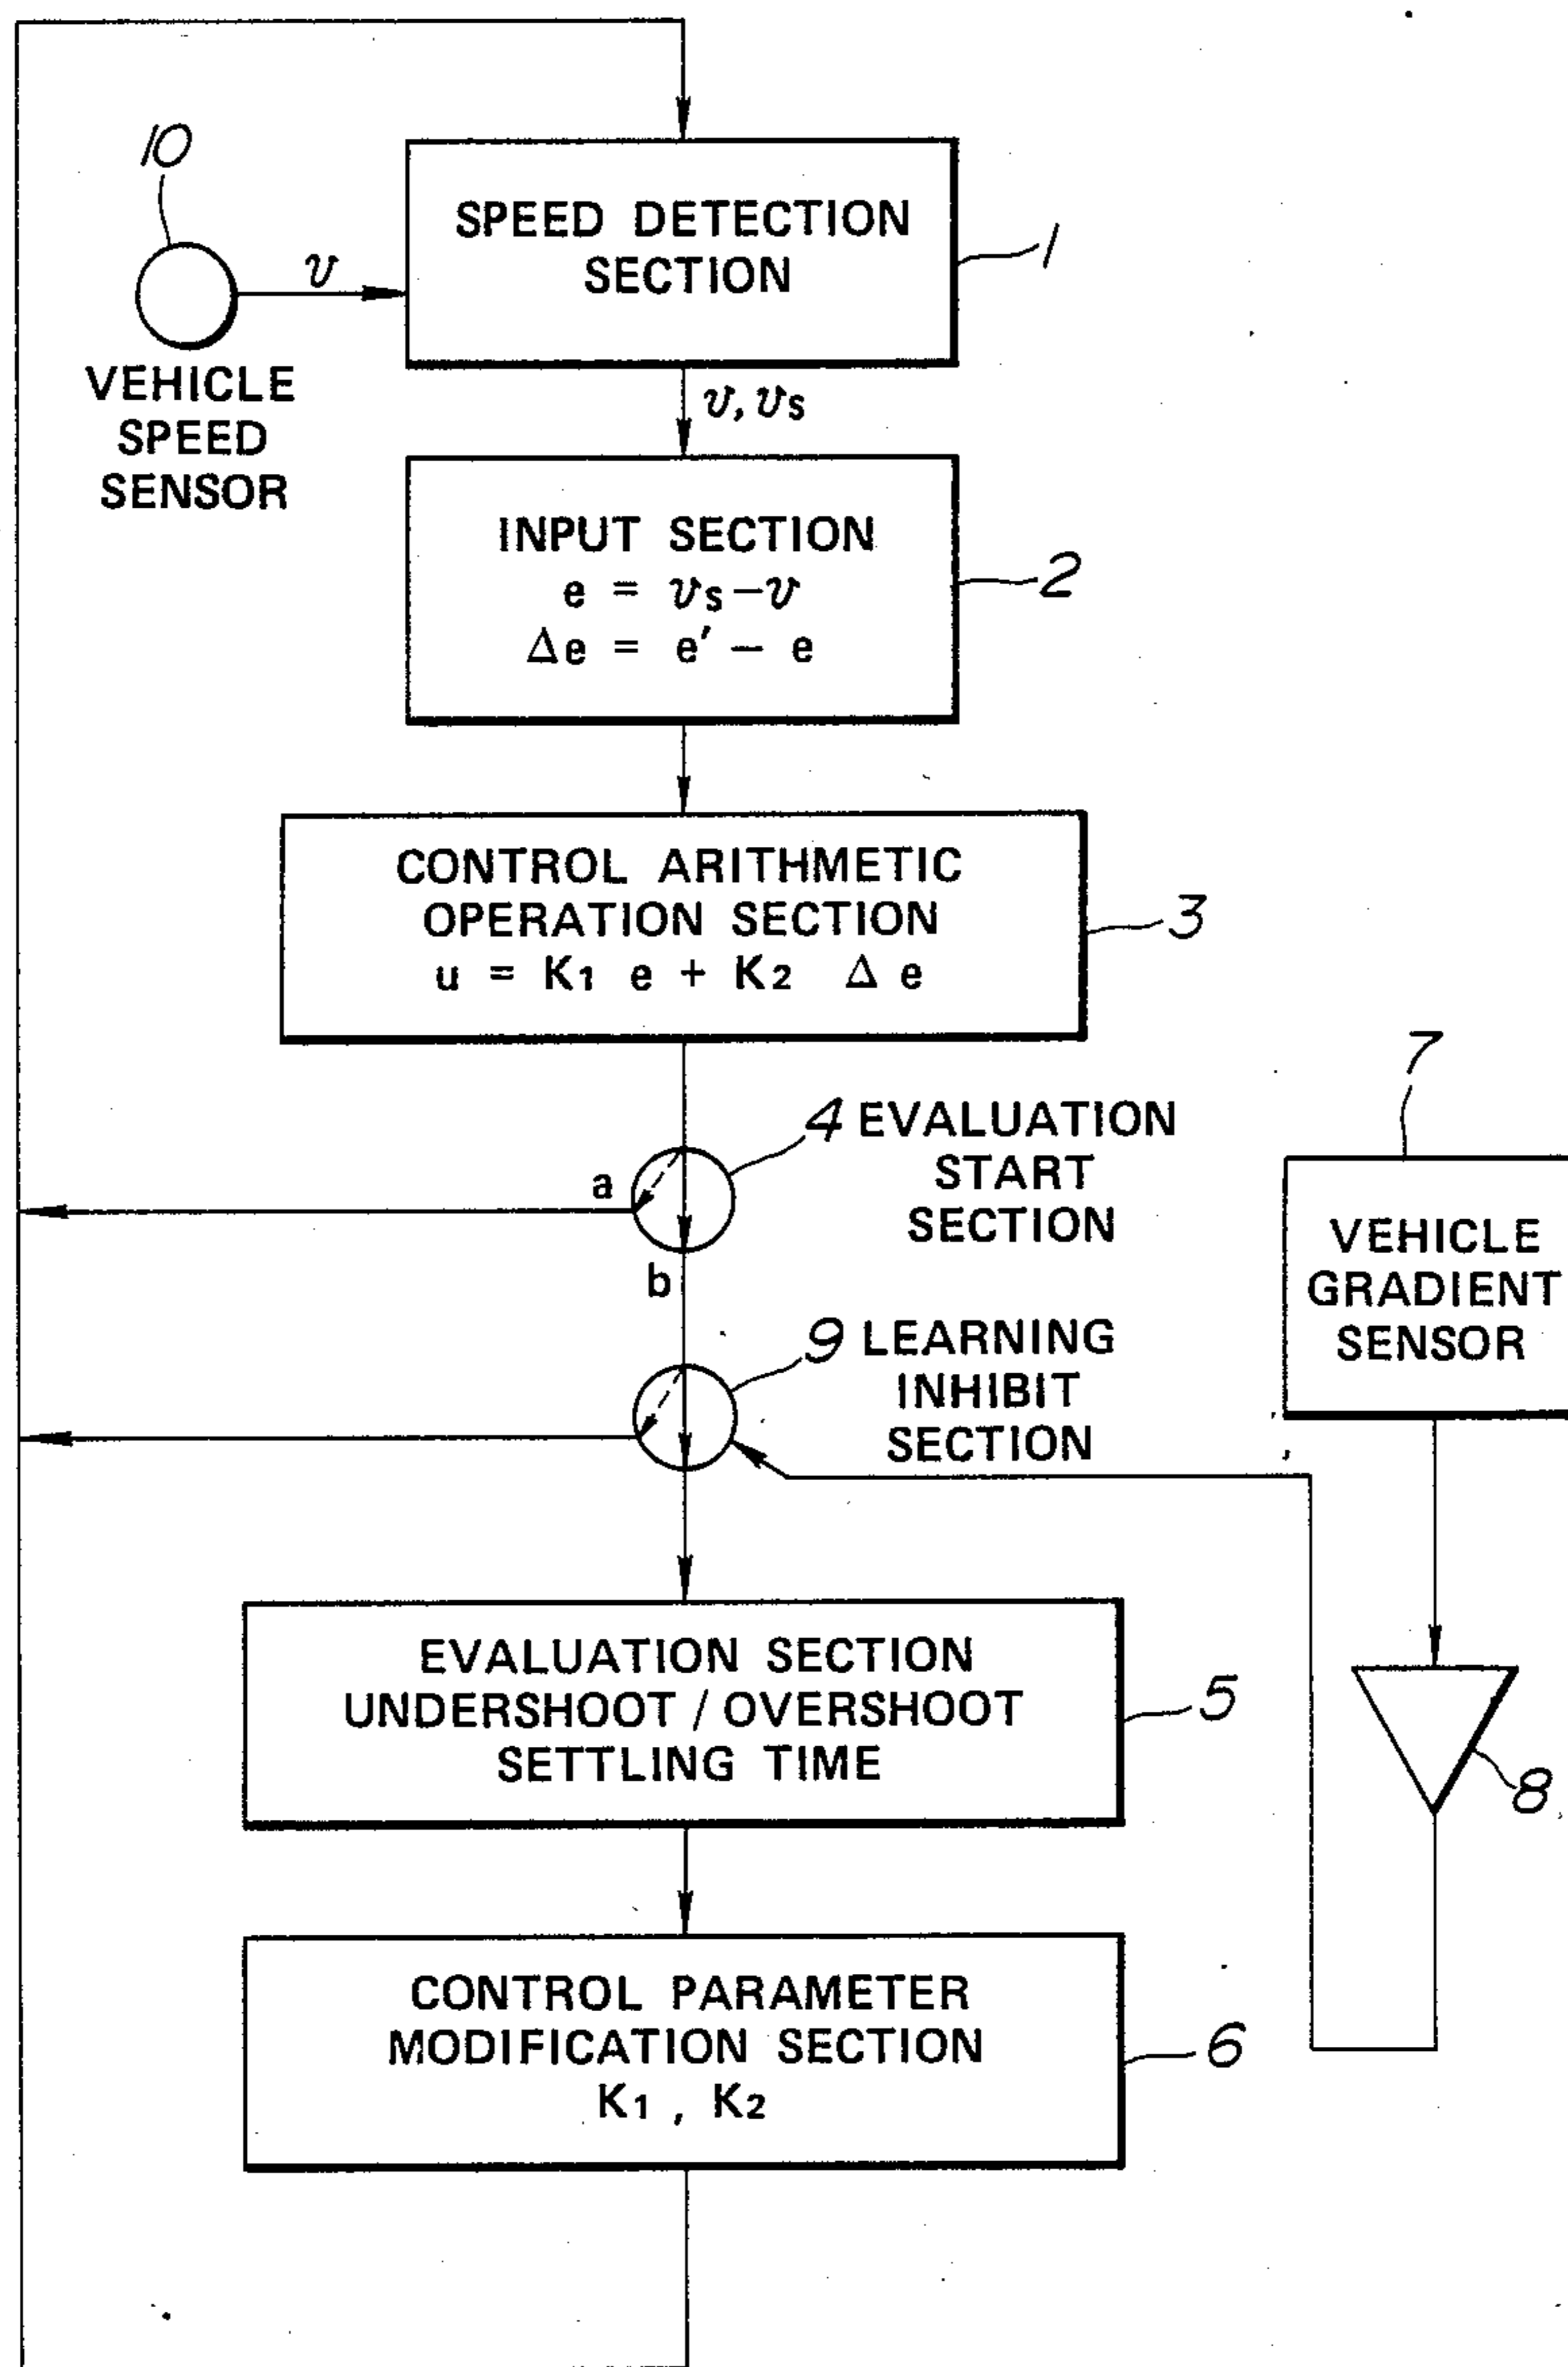 10
v
VEHICLE
SPEED
SENSOR
SPEED DETECTION
SECTION
1
v, vs
INPUT SECTION
e = vs−v
Δe = e′ − e
2
CONTROL ARITHMETIC
OPERATION SECTION
u = K1 e + K2 Δ e
3
a
b
4 EVALUATION
START
SECTION
9 LEARNING
INHIBIT
SECTION
7
VEHICLE
GRADIENT
SENSOR
EVALUATION SECTION
UNDERSHOOT / OVERSHOOT
SETTLING TIME
5
8
CONTROL PARAMETER
MODIFICATION SECTION
K1 , K2
6